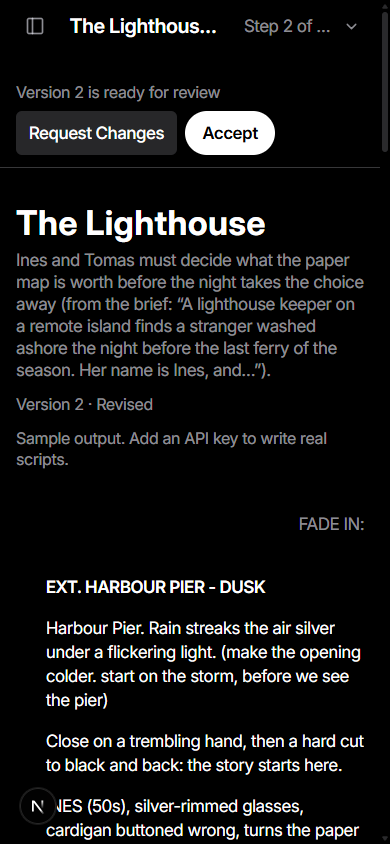 The Lighthous...
Step 2 of ...
Version 2 is ready for review
Request Changes
Accept
The Lighthouse
Ines and Tomas must decide what the paper
map is worth before the night takes the choice
away (from the brief: “A lighthouse keeper on
a remote island finds a stranger washed
ashore the night before the last ferry of the
season. Her name is Ines, and...”).
Version 2 · Revised
Sample output. Add an API key to write real
scripts.
FADE IN:
EXT. HARBOUR PIER - DUSK
Harbour Pier. Rain streaks the air silver
under a flickering light. (make the opening
colder. start on the storm, before we see
the pier)
Close on a trembling hand, then a hard cut
to black and back: the story starts here.
N
INES (50s), silver-rimmed glasses,
cardigan buttoned wrong, turns the paper